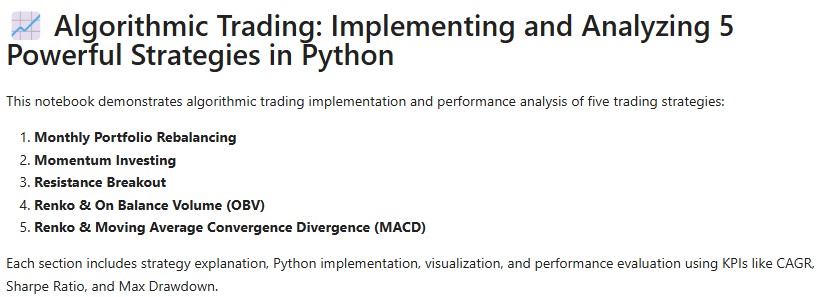 Algorithmic Trading: Implementing and Analyzing 5
Powerful Strategies in Python
This notebook demonstrates algorithmic trading implementation and performance analysis of five trading strategies:
1. Monthly Portfolio Rebalancing
2. Momentum Investing
3. Resistance Breakout
4. Renko & On Balance Volume (OBV)
5. Renko & Moving Average Convergence Divergence (MACD)
Each section includes strategy explanation, Python implementation, visualization, and performance evaluation using KPIs like CAGR,
Sharpe Ratio, and Max Drawdown.